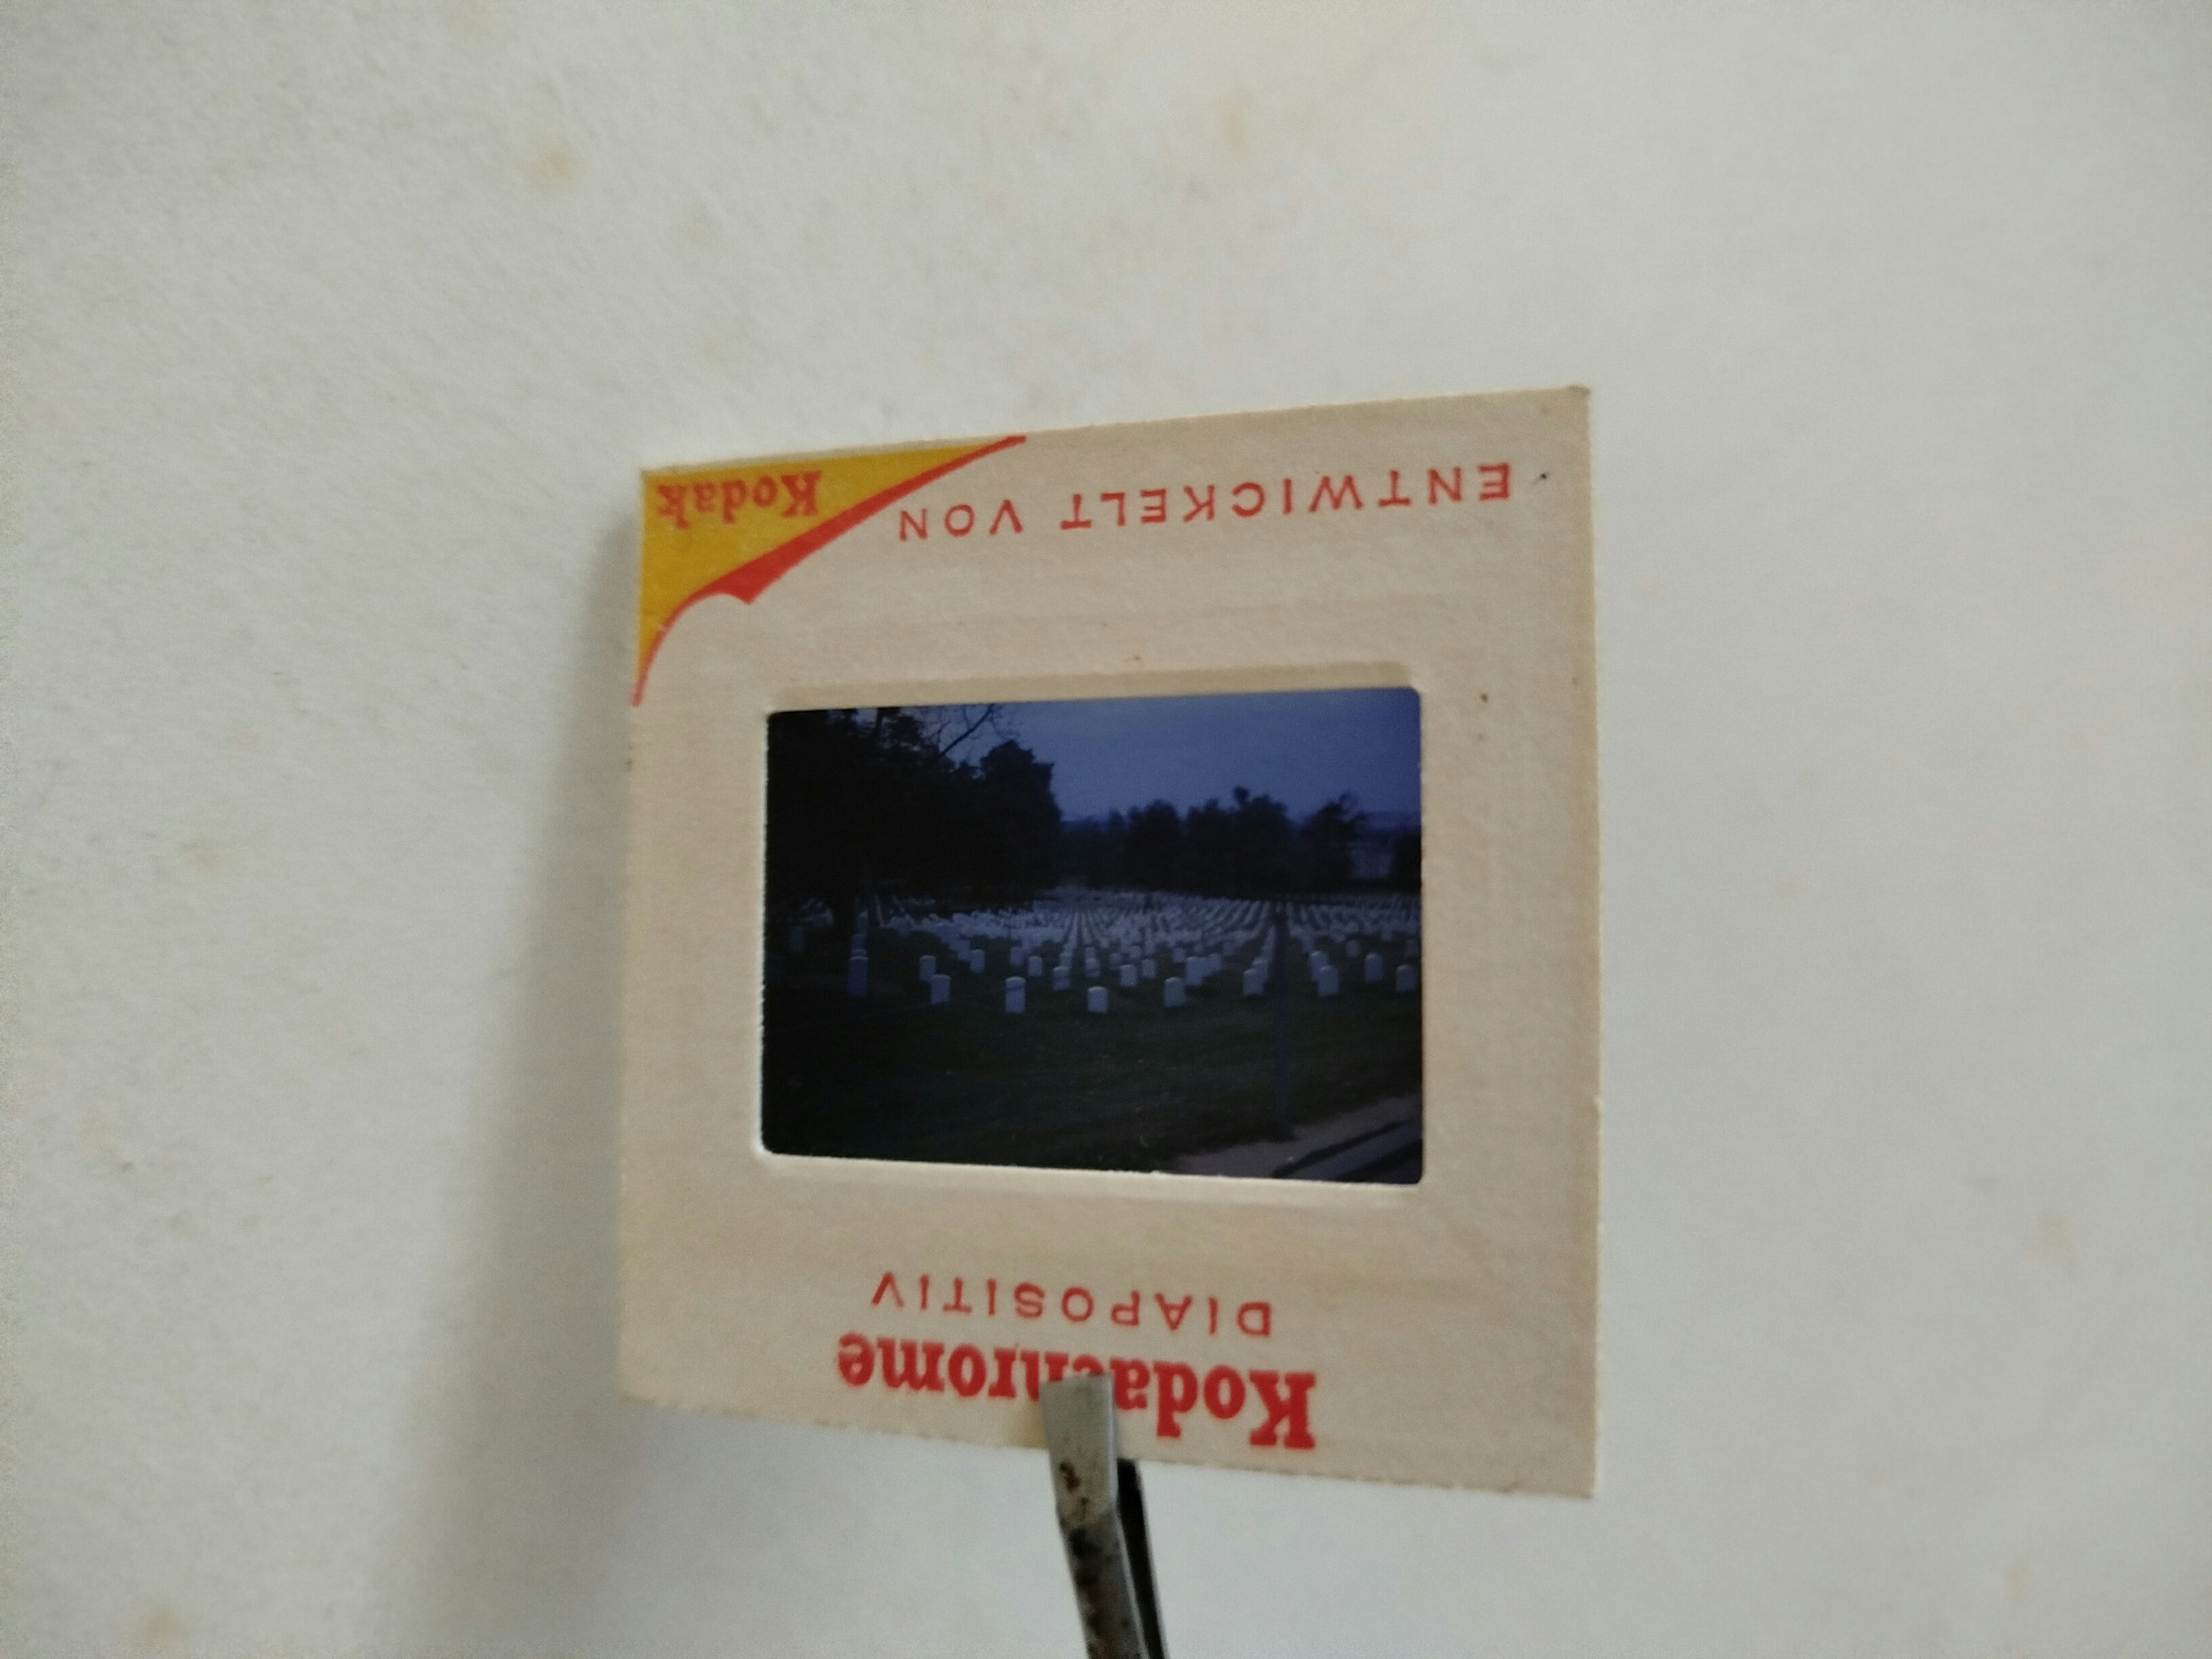 Kodachrome
DIAPOSITIV
ENTWICKELT VON
Kodak